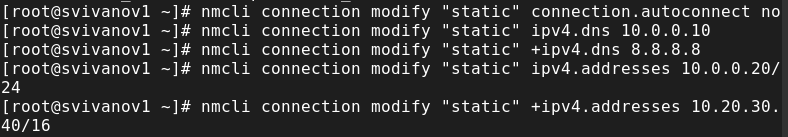 [root@svivanov1 ~]# nmcli connection modify "static" connection.autoconnect no
[root@svivanov1 ~]# nmcli connection modify "static" ipv4.dns 10.0.0.10
[root@svivanov1 ~]# nmcli connection modify "static" +ipv4.dns 8.8.8.8
[root@svivanov1 ~]# nmcli connection modify "static" ipv4.addresses 10.0.0.20/
24
[root@svivanov1 ~]# nmcli connection modify "static" +ipv4.addresses 10.20.30.
40/16